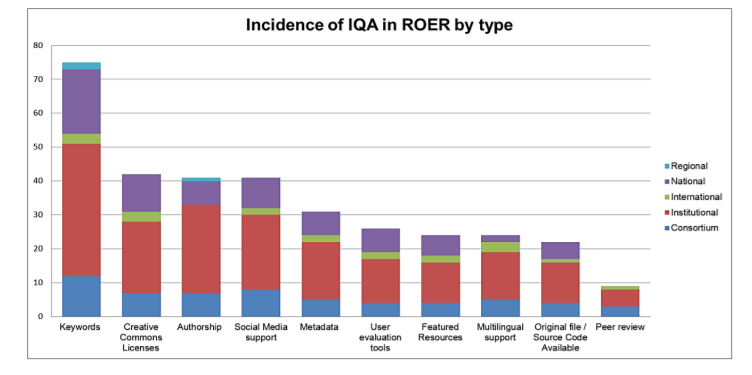 Incidence of IQA in ROER by type
80
70
60
50
40
30
20
10
0
Keywords
Creative
Commons
Licenses
Authorship
Social Media
support
Metadata
User
evaluation
tools
Featured
Resources
Multilingual
support
Original file /
Source Code
Available
Peer review
Regional
National
International
Institutional
Consortium